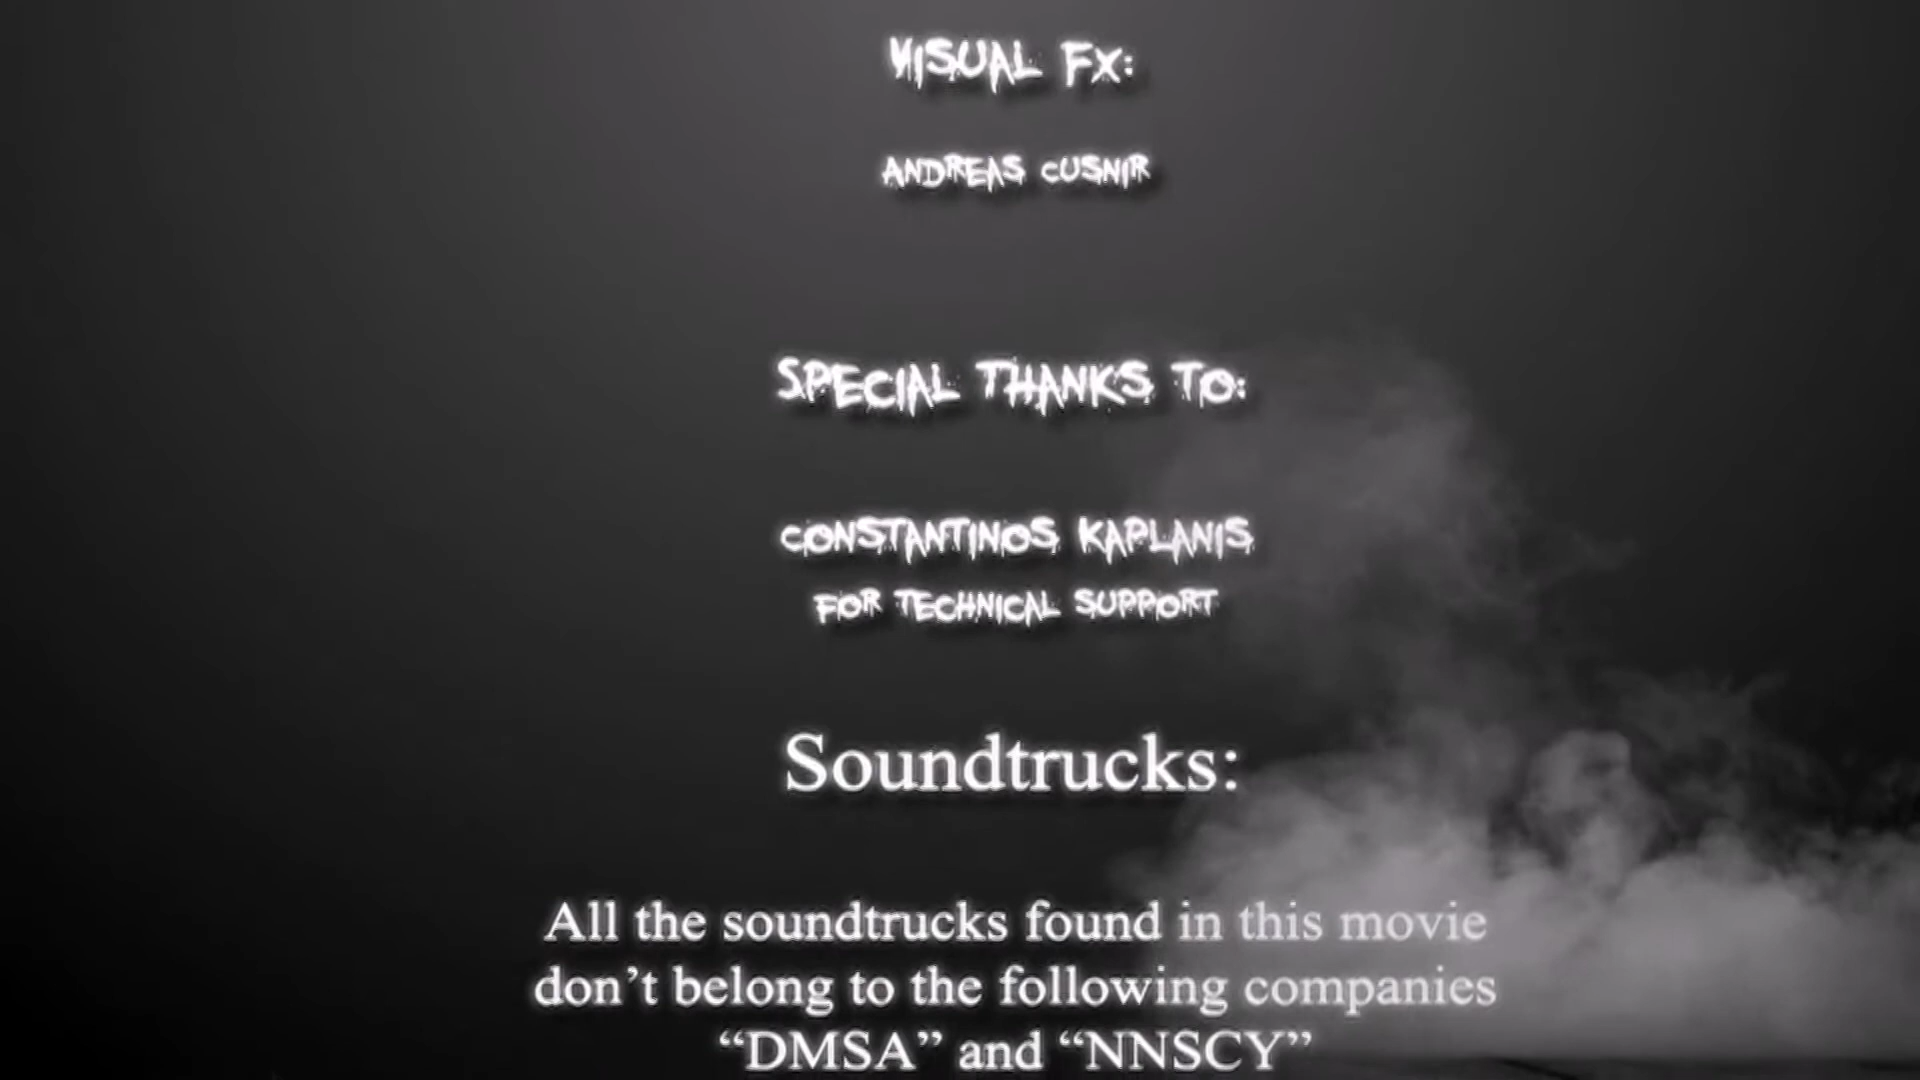 VISUAL FX:
ANDREAS CUSNIR
SPECIAL THANKS TO:
CONSTANTINOS KAPLANIS
FOR TECHNICAL SUPPORT
Soundtrucks:
All the soundtrucks found in this movie
don’t belong to the following companies
“DMSA” and “NNSCY”